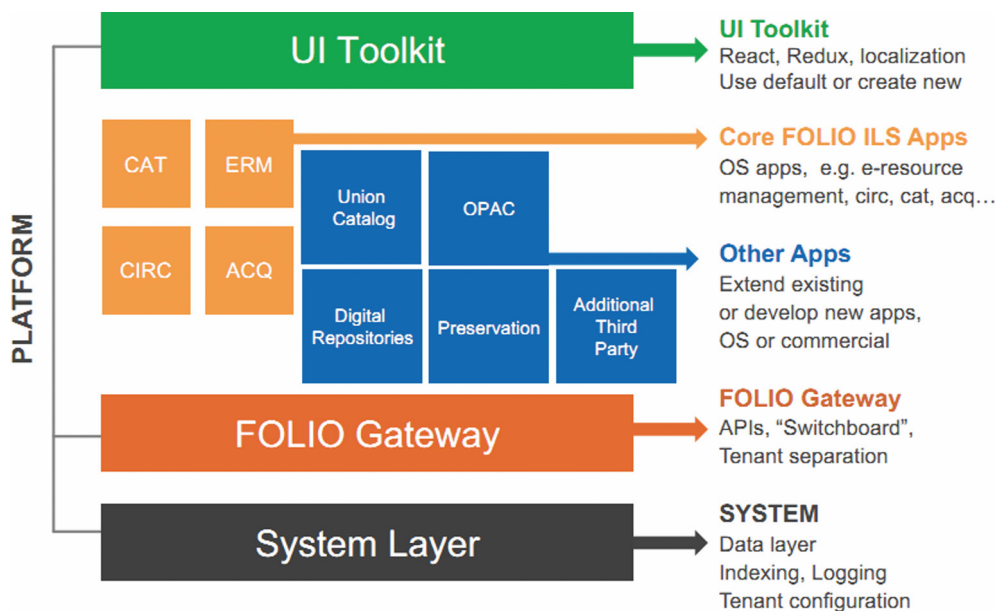 PLATFORM
UI Toolkit
UI Toolkit
React, Redux, localization
Use default or create new
CAT
ERM
CIRC
ACQ
Core FOLIO ILS Apps
OS apps, e.g. e-resource
management, circ, cat, acq…
Union
Catalog
OPAC
Digital
Repositories
Preservation
Additional
Third
Party
Other Apps
Extend existing
or develop new apps,
OS or commercial
FOLIO Gateway
FOLIO Gateway
APIs, “Switchboard”,
Tenant separation
System Layer
SYSTEM
Data layer
Indexing, Logging
Tenant configuration